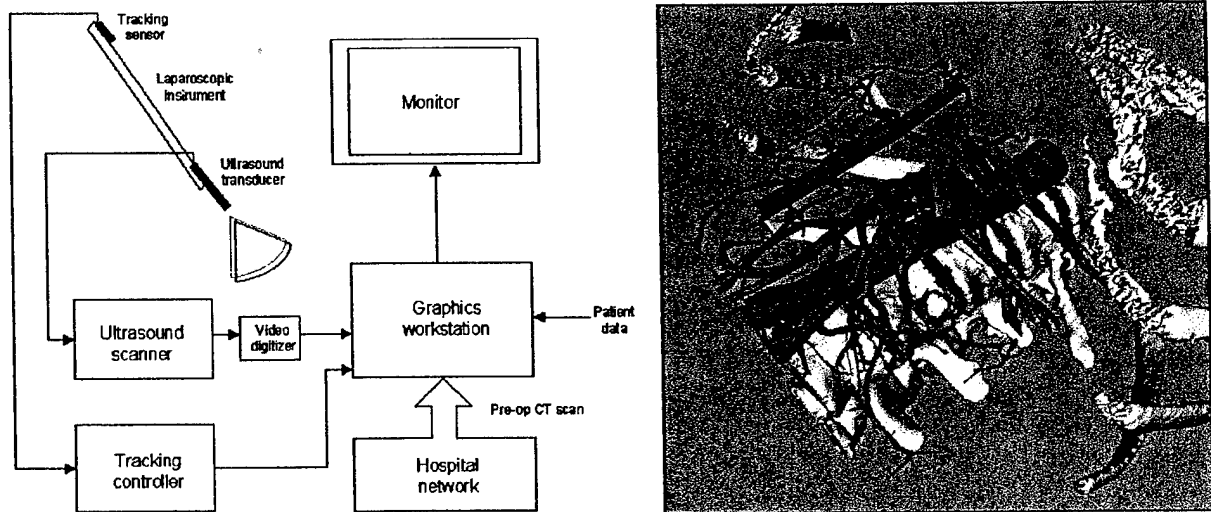 Tracking
sensor
Laparoscopic
instrument
Monitor
Ultrasound
transducer
Graphics
workstation
Patient
data
Ultrasound
scanner
Video
digitizer
Pre-op CT scan
Tracking
controller
Hospital
network